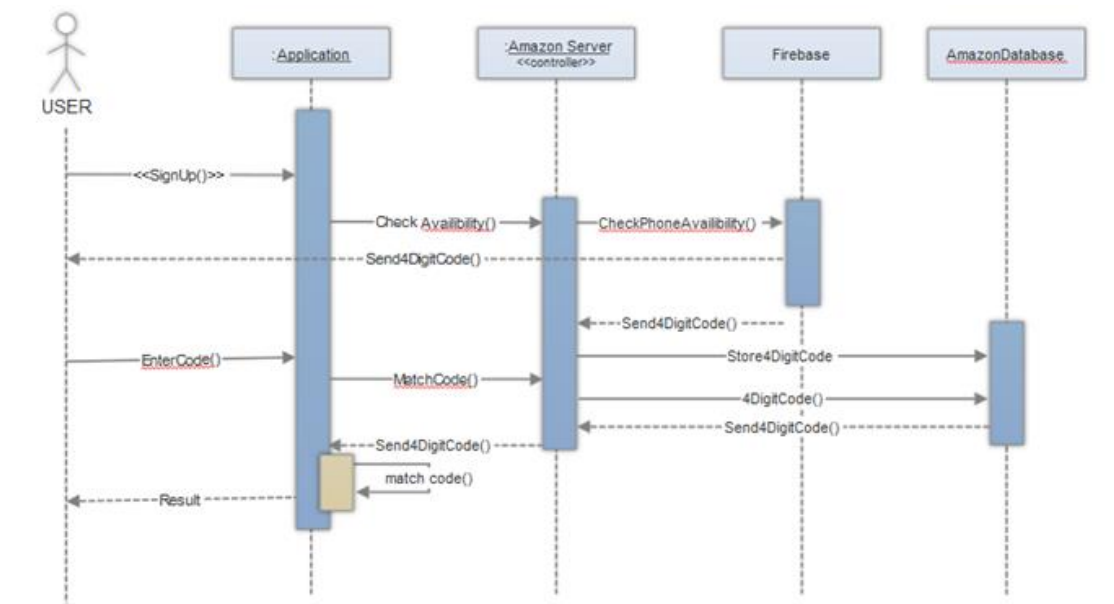 USER
:Application
:Amazon Server
<<controller>>
Firebase
AmazonDatabase
<<SignUp()>>
Check Availibility()
CheckPhoneAvailibility()
Send4DigitCode()
Send4DigitCode()
EnterCode()
Store4DigitCode
MatchCode()
4DigitCode()
Send4DigitCode()
Send4DigitCode()
match code()
Result